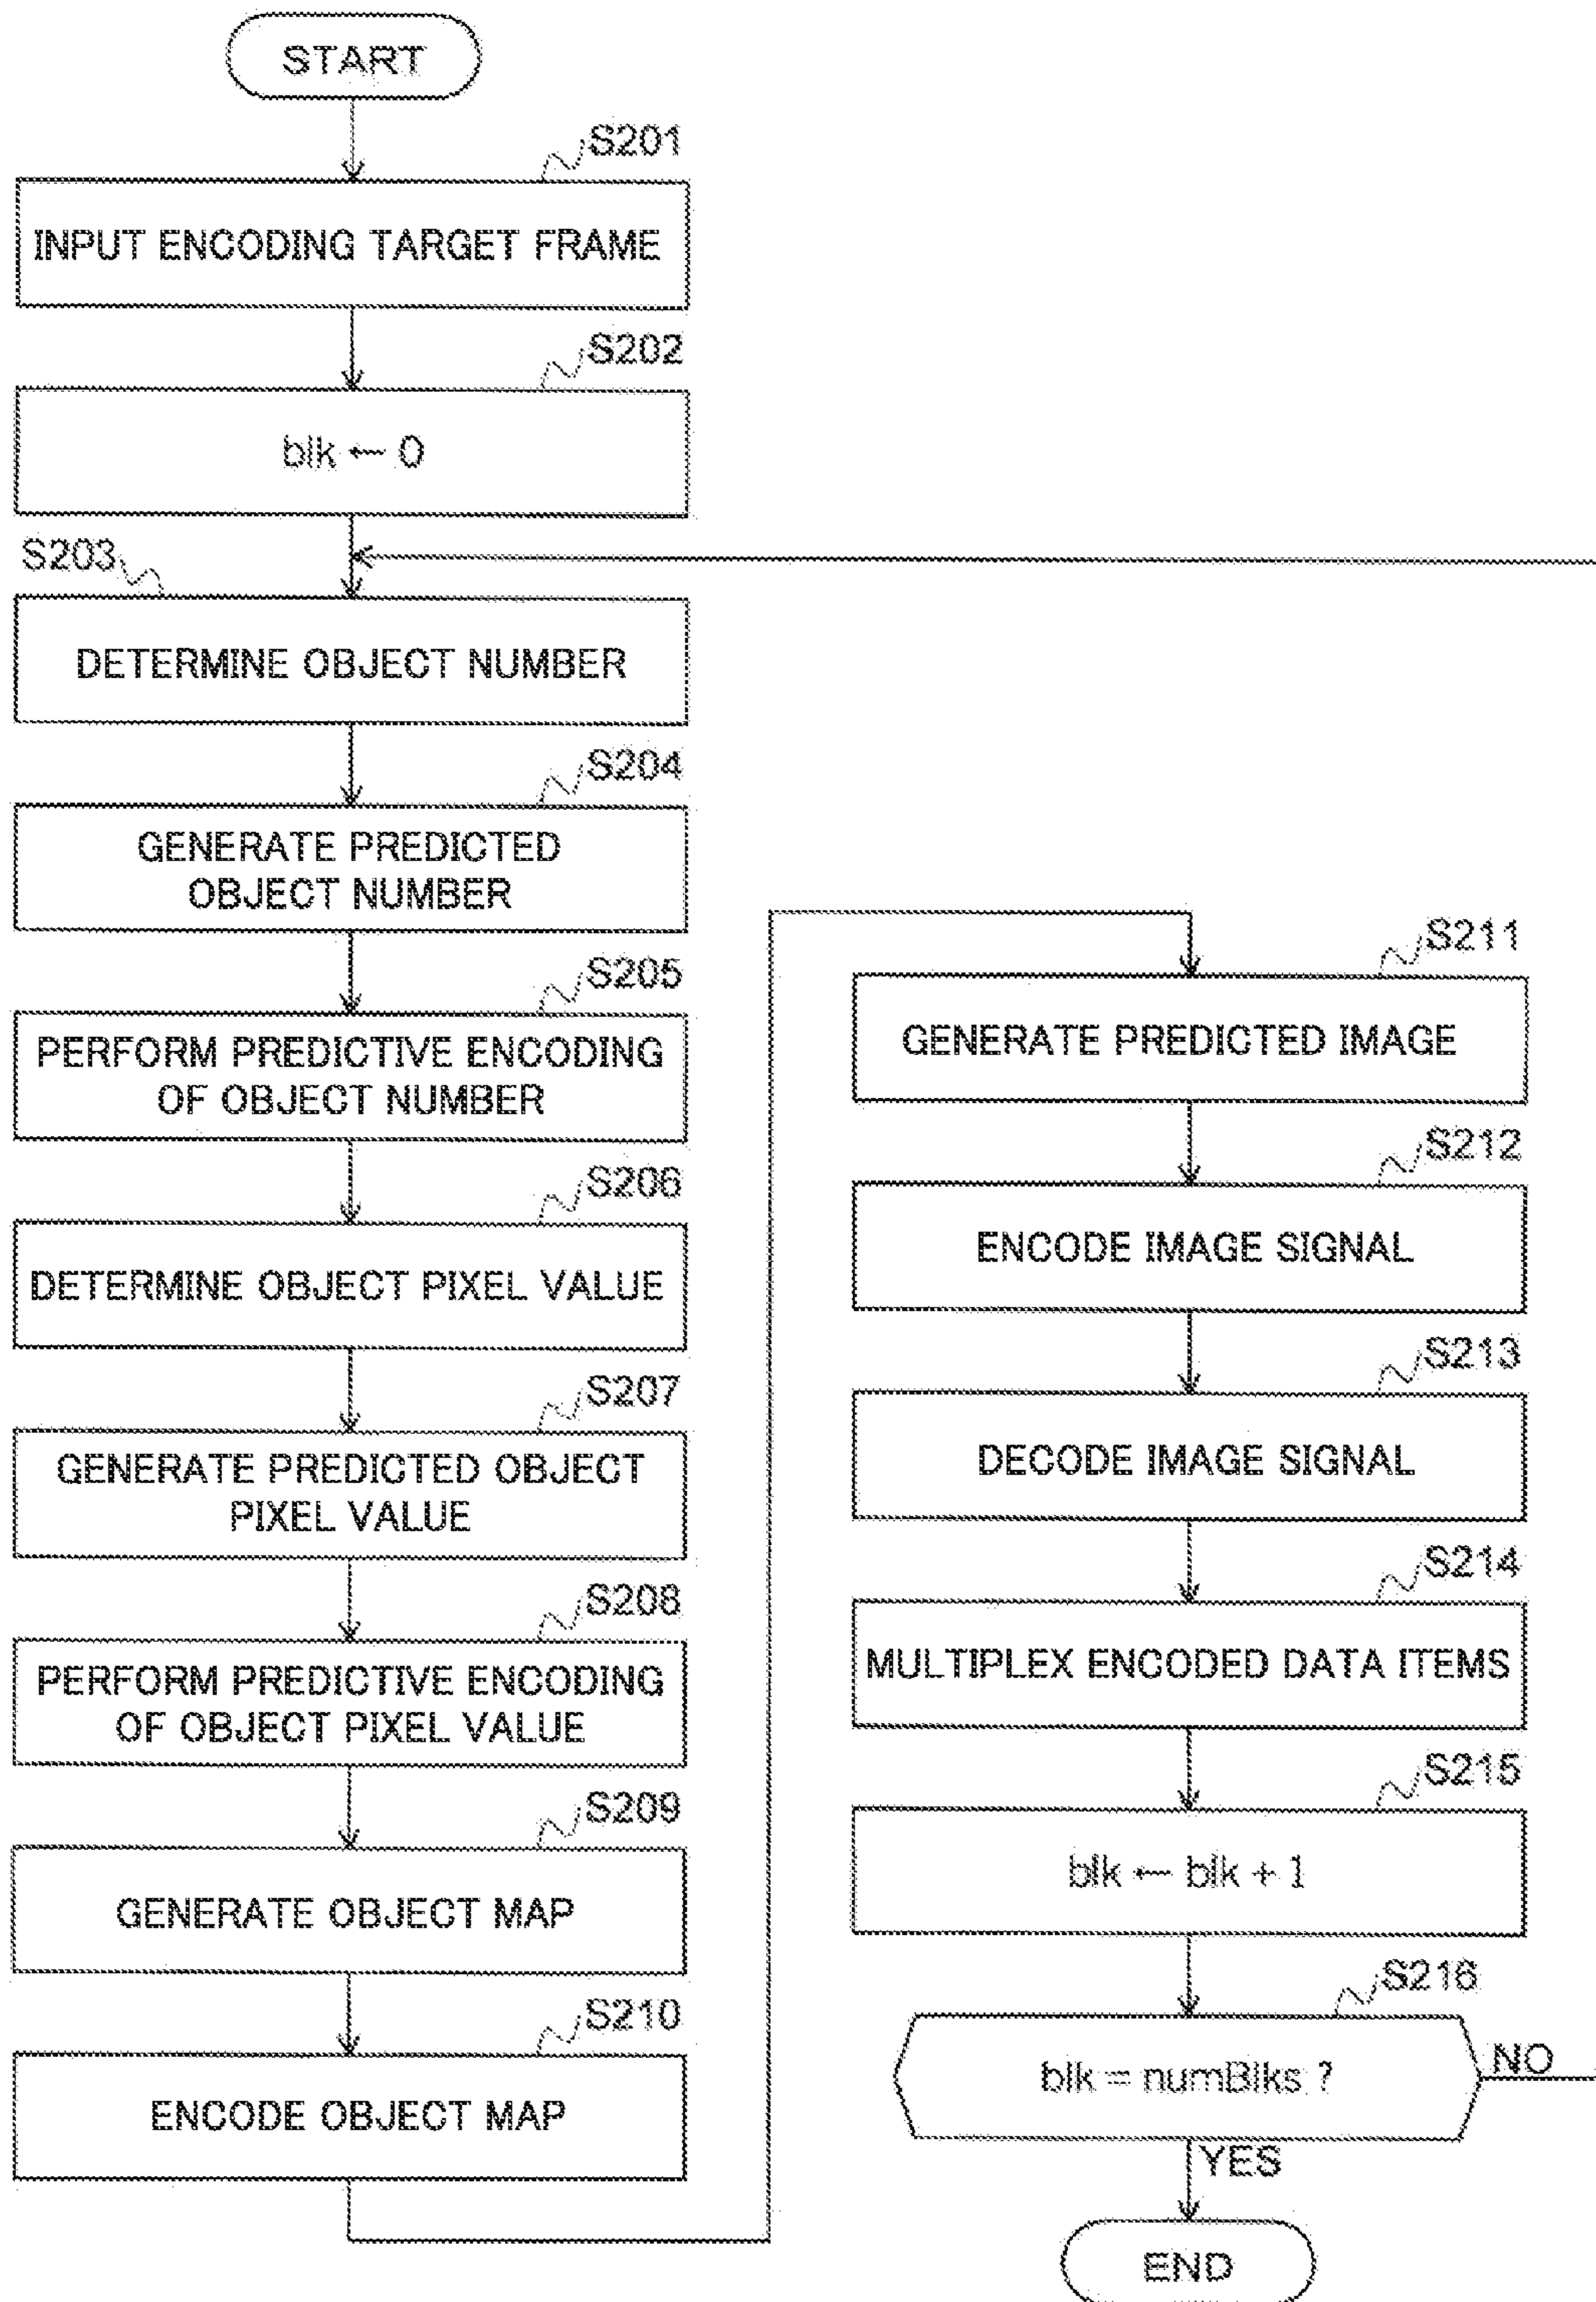 START
S201
INPUT ENCODING TARGET FRAME
S202
blk ← 0
S203
DETERMINE OBJECT NUMBER
S204
GENERATE PREDICTED
OBJECT NUMBER
S205
PERFORM PREDICTIVE ENCODING
OF OBJECT NUMBER
S206
DETERMINE OBJECT PIXEL VALUE
S207
GENERATE PREDICTED OBJECT
PIXEL VALUE
S208
PERFORM PREDICTIVE ENCODING
OF OBJECT PIXEL VALUE
S209
GENERATE OBJECT MAP
S210
ENCODE OBJECT MAP
S211
GENERATE PREDICTED IMAGE
S212
ENCODE IMAGE SIGNAL
S213
DECODE IMAGE SIGNAL
S214
MULTIPLEX ENCODED DATA ITEMS
S215
blk ← blk + 1
S216
blk = numBlks ?
NO
YES
END